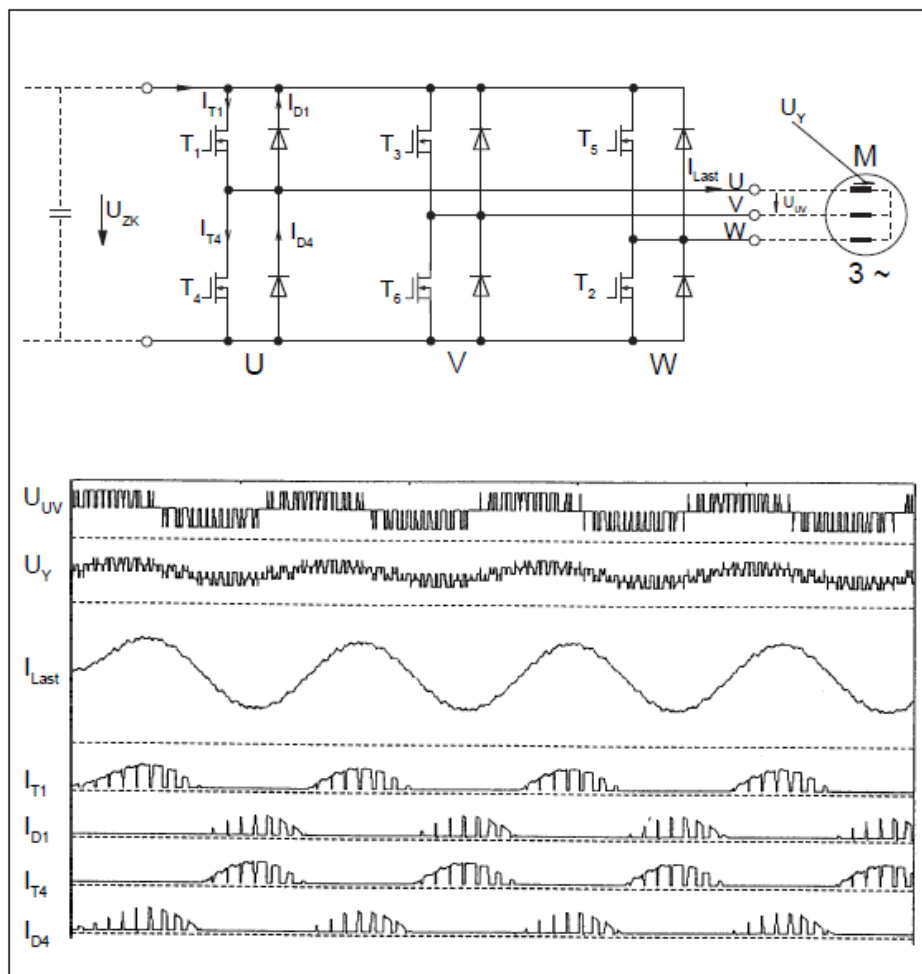 U_Y
I_T1 I_D1 M
T_1 T_3 T_5
I_Last U
V U_UV
U_ZK W
I_T4 I_D4
3 ~
T_4 T_6 T_2
U V W
U_UV
U_Y
I_Last
I_T1
I_D1
I_T4
I_D4